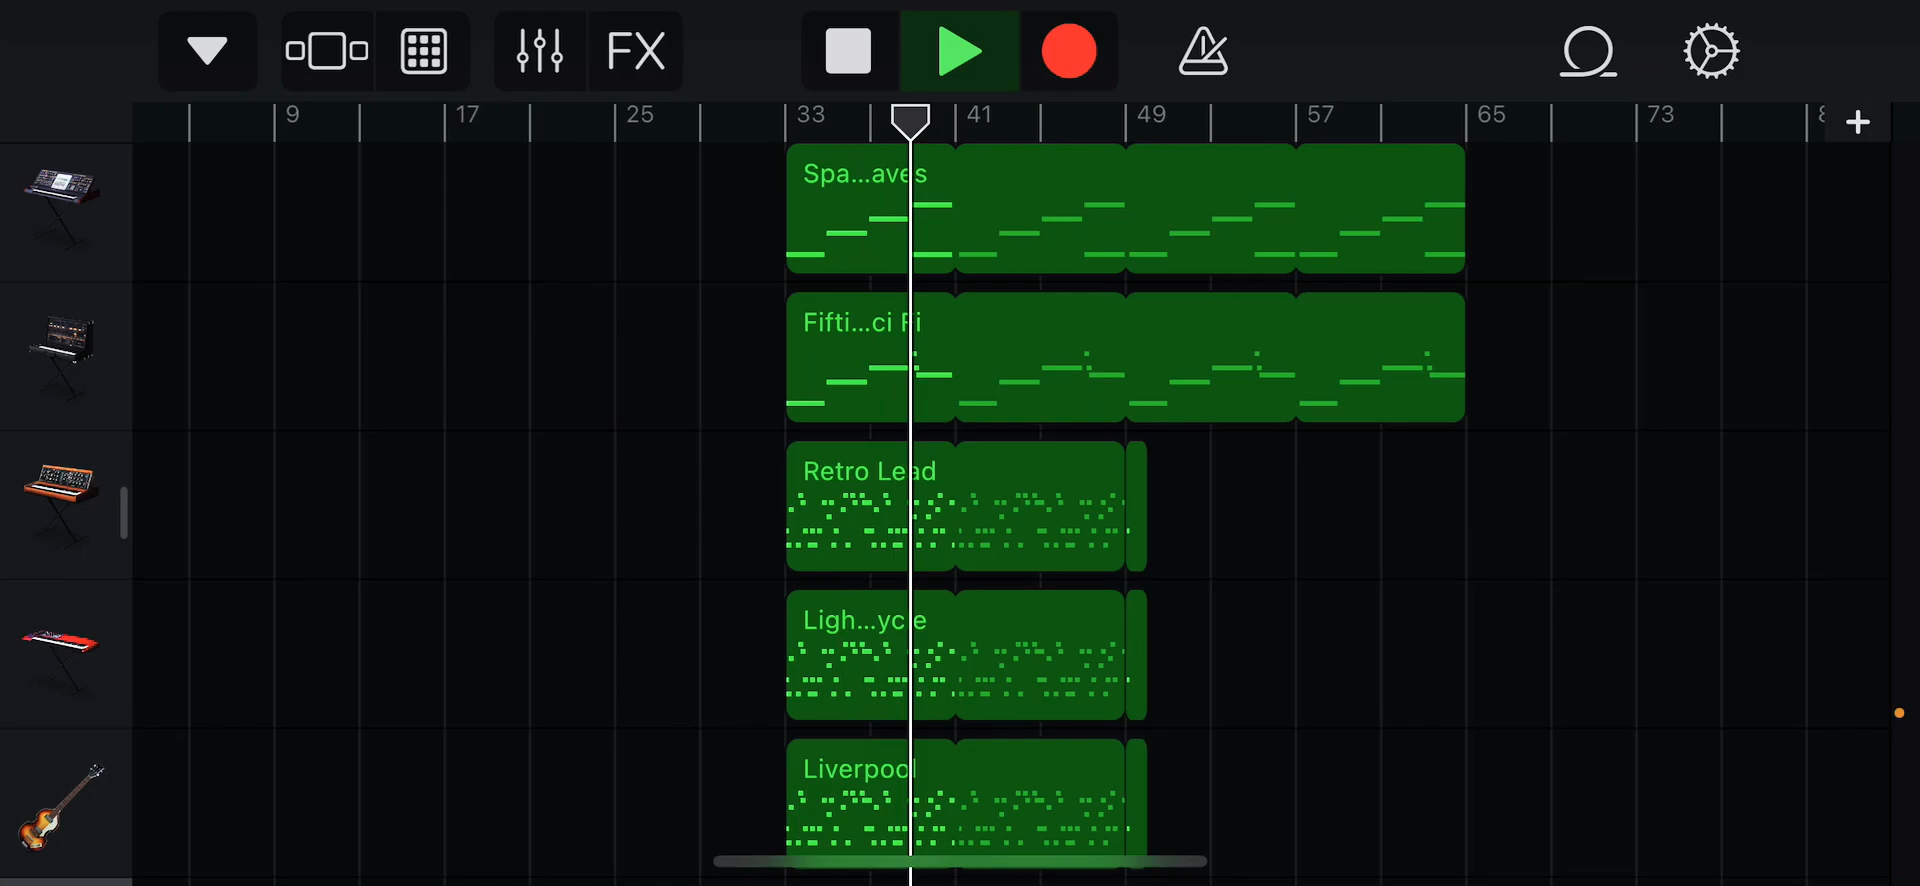 FX
9 17 25 33 41 49 57 65 73
Spa...aves
Fifti...ci Fi
Retro Lead
Ligh...ycle
Liverpool